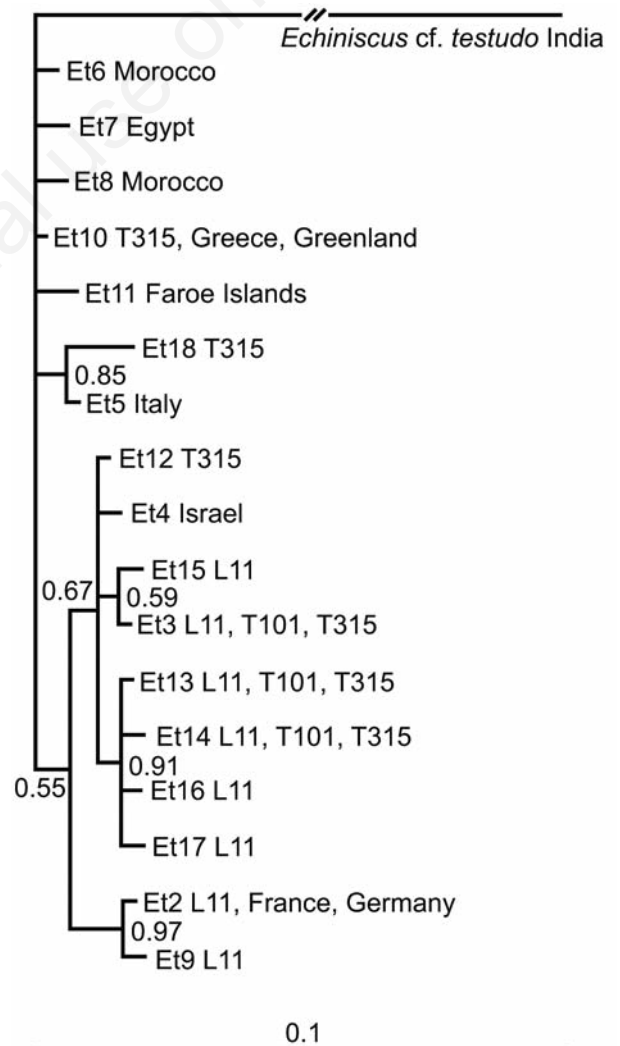 Echiniscus cf. testudo India
Et6 Morocco
Et7 Egypt
Et8 Morocco
Et10 T315, Greece, Greenland
Et11 Faroe Islands
Et18 T315
0.85
Et5 Italy
Et12 T315
Et4 Israel
Et15 L11
0.67
0.59
Et3 L11, T101, T315
Et13 L11, T101, T315
Et14 L11, T101, T315
0.91
0.55
Et16 L11
Et17 L11
Et2 L11, France, Germany
0.97
Et9 L11
0.1